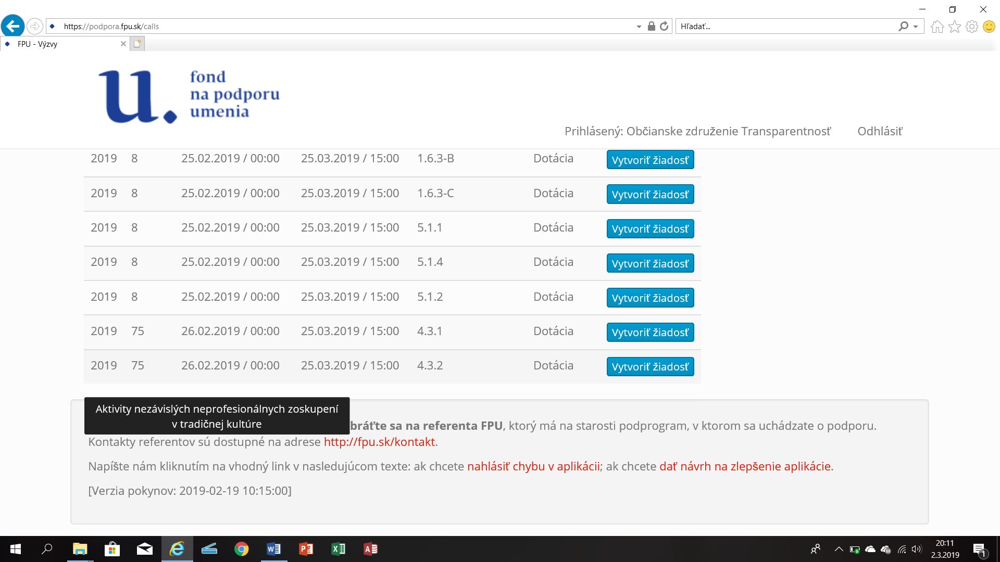 https://podpora.fpu.sk/calls
Hľadať...
FPU - Výzvy
u.
fond
na podporu
umenia
Prihlásený: Občianske združenie Transparentnosť Odhlásiť
2019 8 25.02.2019 / 00:00 25.03.2019 / 15:00 1.6.3-B Dotácia Vytvoriť žiadosť
2019 8 25.02.2019 / 00:00 25.03.2019 / 15:00 1.6.3-C Dotácia Vytvoriť žiadosť
2019 8 25.02.2019 / 00:00 25.03.2019 / 15:00 5.1.1 Dotácia Vytvoriť žiadosť
2019 8 25.02.2019 / 00:00 25.03.2019 / 15:00 5.1.4 Dotácia Vytvoriť žiadosť
2019 8 25.02.2019 / 00:00 25.03.2019 / 15:00 5.1.2 Dotácia Vytvoriť žiadosť
2019 75 26.02.2019 / 00:00 25.03.2019 / 15:00 4.3.1 Dotácia Vytvoriť žiadosť
2019 75 26.02.2019 / 00:00 25.03.2019 / 15:00 4.3.2 Dotácia Vytvoriť žiadosť
Aktivity nezávislých neprofesionálnych zoskupení
v tradičnej kultúre
bráťte sa na referenta FPU, ktorý má na starosti podprogram, v ktorom sa uchádzate o podporu.
Kontakty referentov sú dostupné na adrese http://fpu.sk/kontakt.
Napíšte nám kliknutím na vhodný link v nasledujúcom texte: ak chcete nahlásiť chybu v aplikácii; ak chcete dať návrh na zlepšenie aplikácie.
[Verzia pokynov: 2019-02-19 10:15:00]
20:11
2.3.2019
1